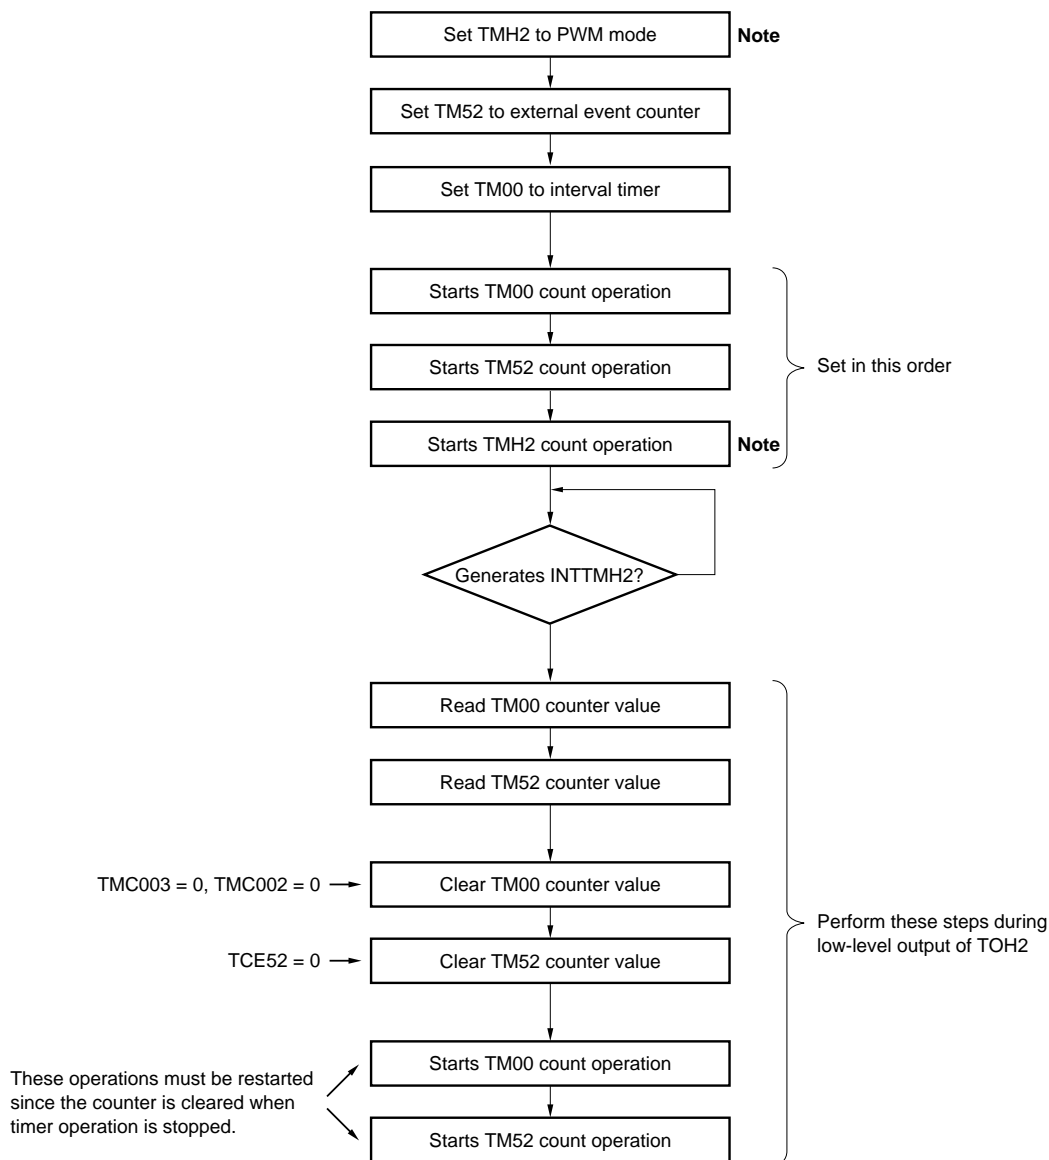 Set TMH2 to PWM mode
Note
Set TM52 to external event counter
Set TM00 to interval timer
Starts TM00 count operation
Starts TM52 count operation
Set in this order
Starts TMH2 count operation
Note
Generates INTTMH2?
Read TM00 counter value
Read TM52 counter value
TMC003 = 0, TMC002 = 0
Clear TM00 counter value
Perform these steps during
low-level output of TOH2
TCE52 = 0
Clear TM52 counter value
Starts TM00 count operation
These operations must be restarted
since the counter is cleared when
timer operation is stopped.
Starts TM52 count operation